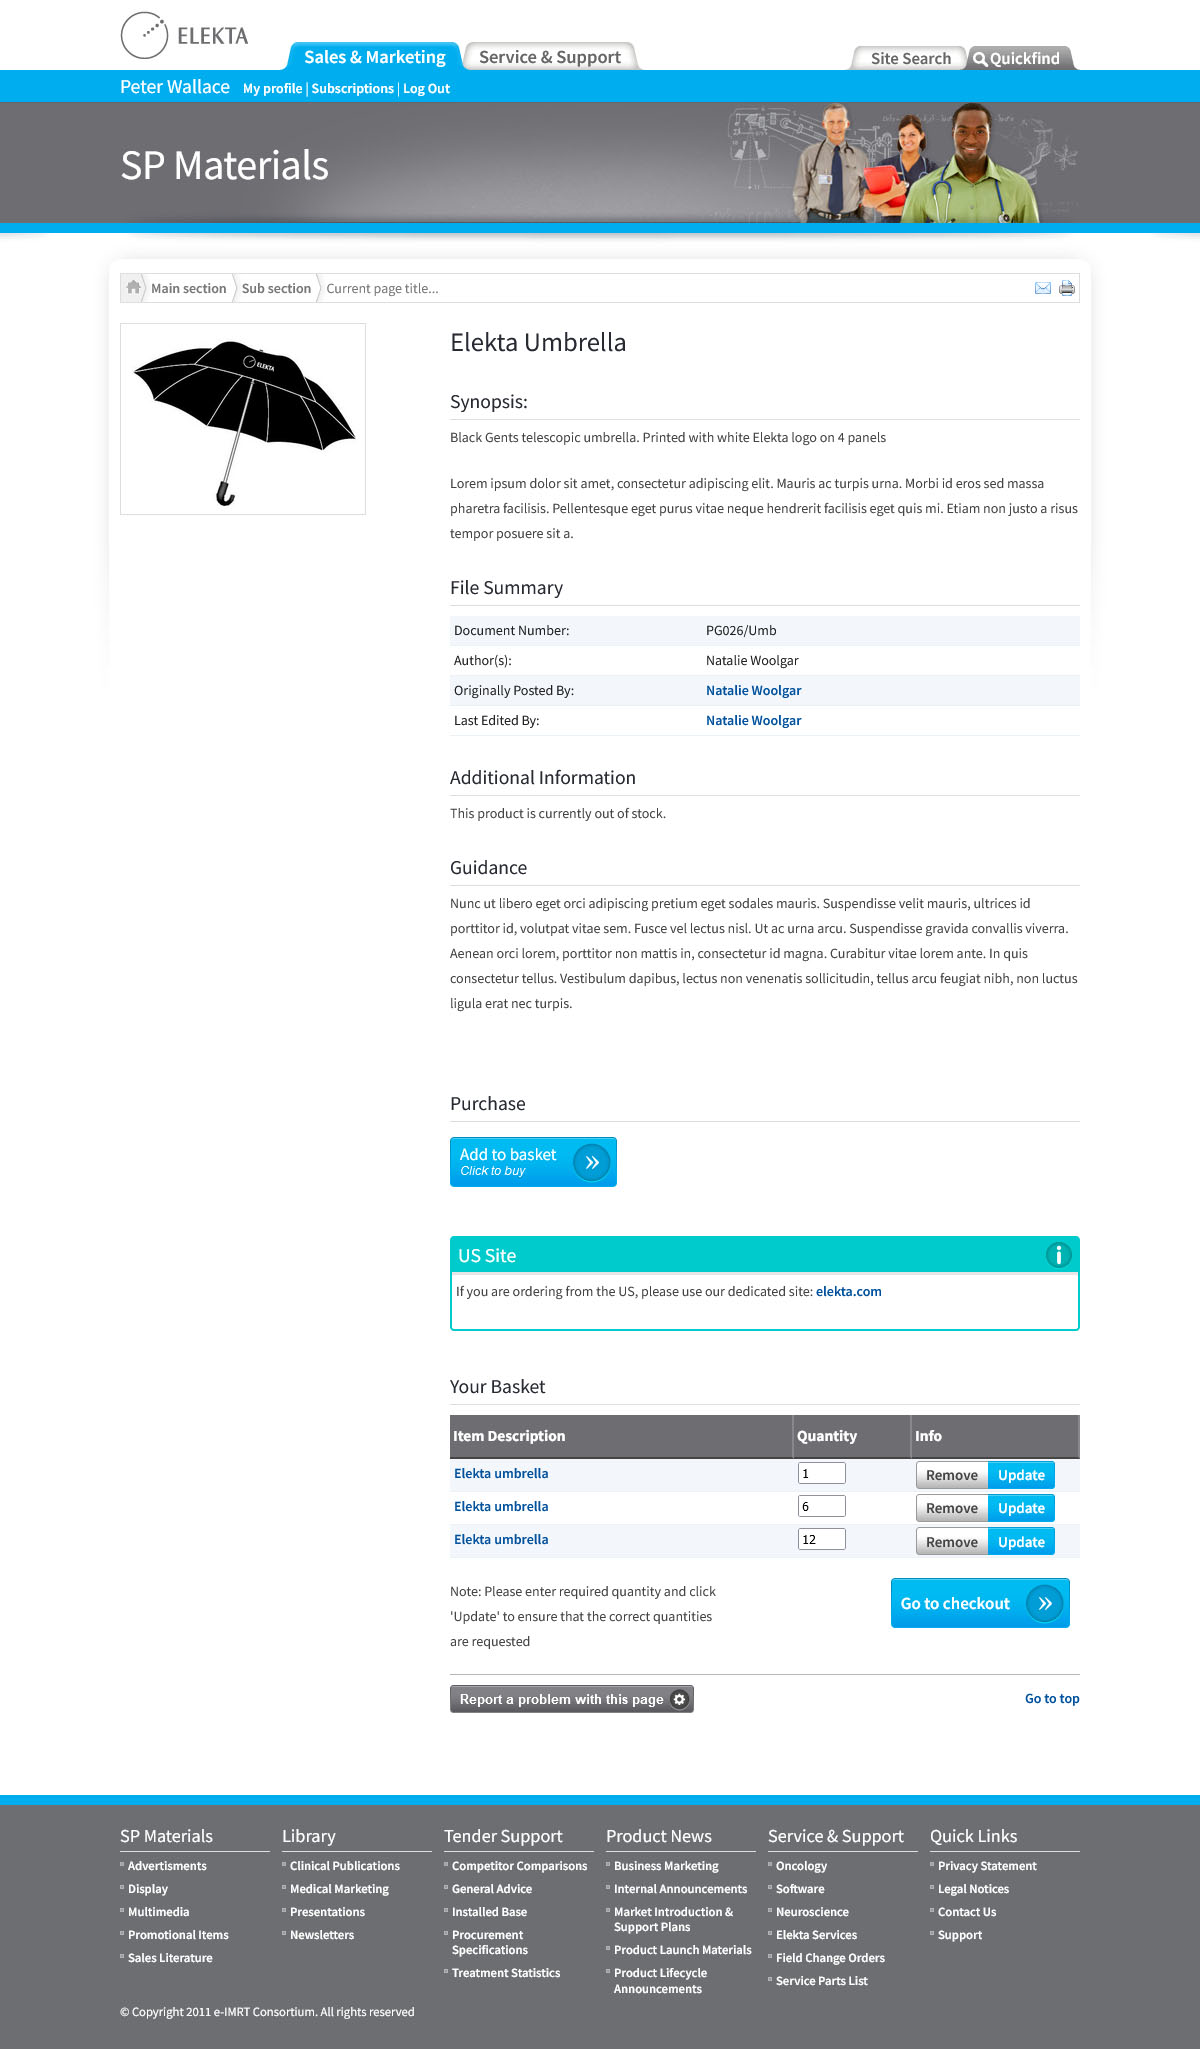 ELEKTA
Sales & Marketing
Service & Support
Site Search
Quickfind
Peter Wallace My profile | Subscriptions | Log Out
SP Materials
Main section
Sub section
Current page title...
ELEKTA
Elekta Umbrella
Synopsis:
Black Gents telescopic umbrella. Printed with white Elekta logo on 4 panels
Lorem ipsum dolor sit amet, consectetur adipiscing elit. Mauris ac turpis urna. Morbi id eros sed massa
pharetra facilisis. Pellentesque eget purus vitae neque hendrerit facilisis eget quis mi. Etiam non justo a risus
tempor posuere sit a.
File Summary
Document Number: PG026/Umb
Author(s): Natalie Woolgar
Originally Posted By: Natalie Woolgar
Last Edited By: Natalie Woolgar
Additional Information
This product is currently out of stock.
Guidance
Nunc ut libero eget orci adipiscing pretium eget sodales mauris. Suspendisse velit mauris, ultrices id
porttitor id, volutpat vitae sem. Fusce vel lectus nisl. Ut ac urna arcu. Suspendisse gravida convallis viverra.
Aenean orci lorem, porttitor non mattis in, consectetur id magna. Curabitur vitae lorem ante. In quis
consectetur tellus. Vestibulum dapibus, lectus non venenatis sollicitudin, tellus arcu feugiat nibh, non luctus
ligula erat nec turpis.
Purchase
Add to basket
Click to buy
US Site
If you are ordering from the US, please use our dedicated site: elekta.com
Your Basket
Item Description Quantity Info
Elekta umbrella 1 Remove Update
Elekta umbrella 6 Remove Update
Elekta umbrella 12 Remove Update
Note: Please enter required quantity and click
'Update' to ensure that the correct quantities
are requested
Go to checkout
Report a problem with this page
Go to top
SP Materials
Advertisments
Display
Multimedia
Promotional Items
Sales Literature
Library
Clinical Publications
Medical Marketing
Presentations
Newsletters
Tender Support
Competitor Comparisons
General Advice
Installed Base
Procurement
Specifications
Treatment Statistics
Product News
Business Marketing
Internal Announcements
Market Introduction &
Support Plans
Product Launch Materials
Product Lifecycle
Announcements
Service & Support
Oncology
Software
Neuroscience
Elekta Services
Field Change Orders
Service Parts List
Quick Links
Privacy Statement
Legal Notices
Contact Us
Support
© Copyright 2011 e-IMRT Consortium. All rights reserved